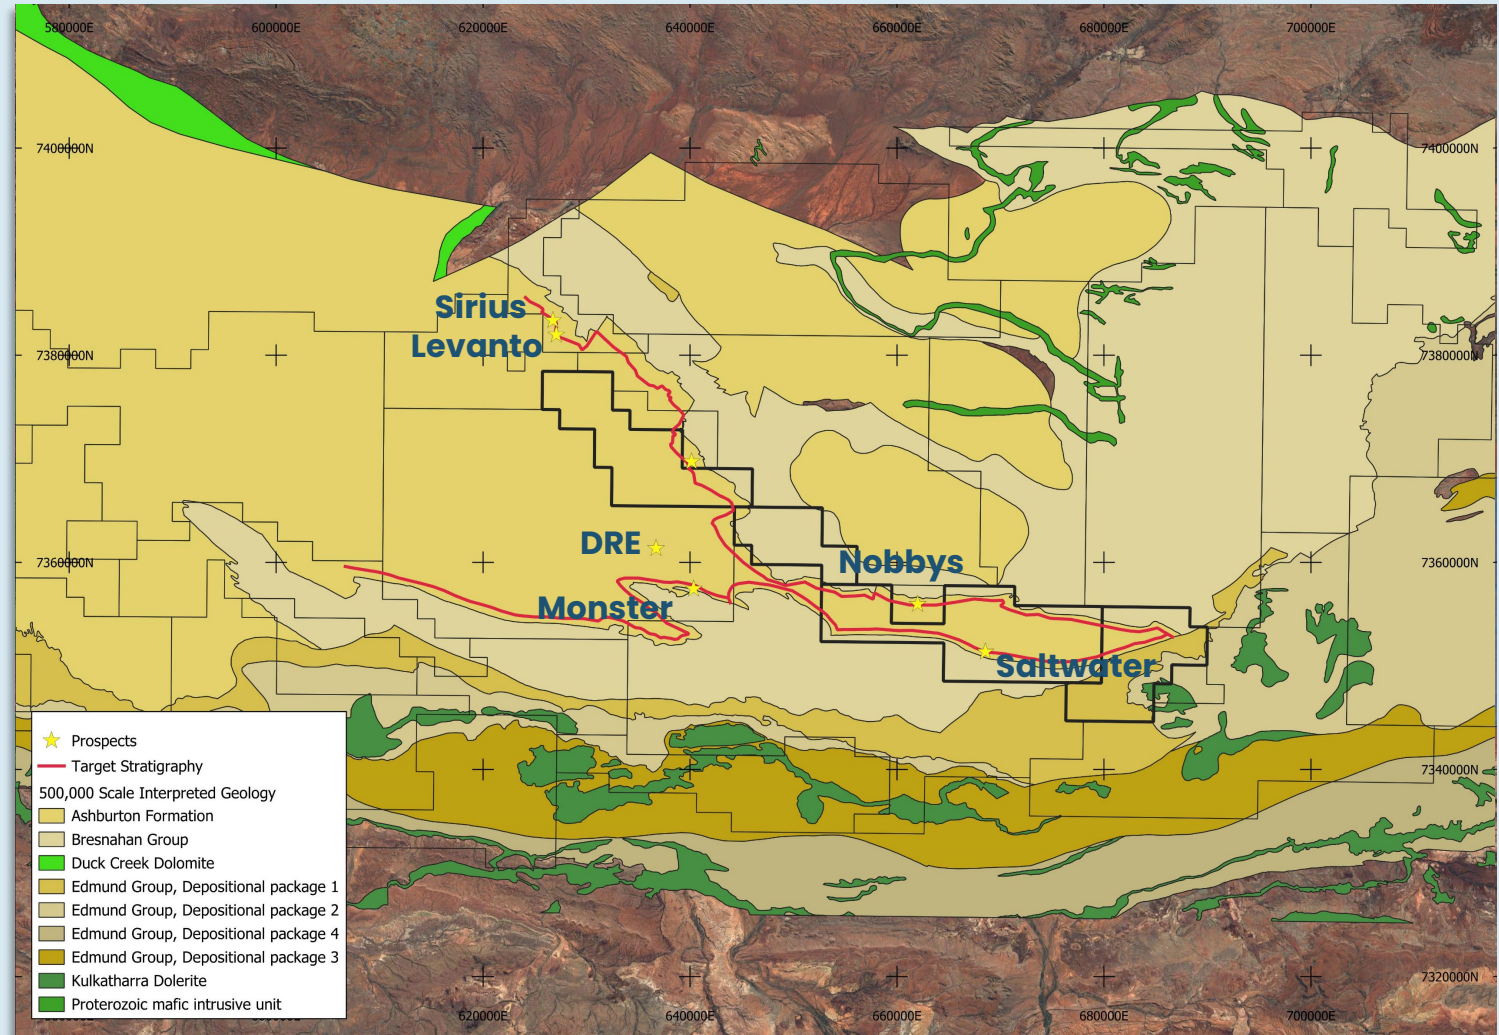 580000E 600000E 620000E 640000E 660000E 680000E 700000E
7400000N 7400000N
Sirius
Levanto
7380000N 7380000N
DRE
Nobbys
7360000N 7360000N
Monster
Saltwater
Prospects
Target Stratigraphy
500,000 Scale Interpreted Geology
Ashburton Formation
Bresnahan Group
Duck Creek Dolomite
Edmund Group, Depositional package 1
Edmund Group, Depositional package 2
Edmund Group, Depositional package 4
Edmund Group, Depositional package 3
Kulkatharra Dolerite
Proterozoic mafic intrusive unit
7340000N
7320000N
620000E 640000E 660000E 680000E 700000E